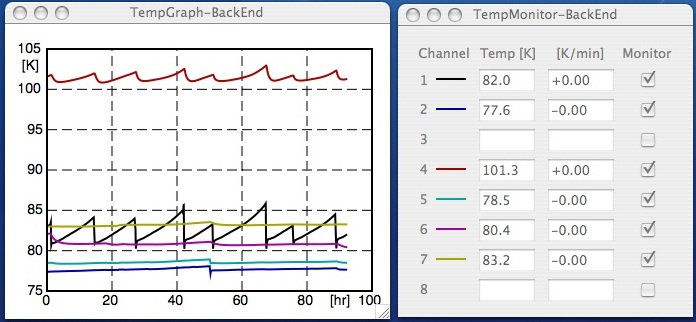 TempGraph-BackEnd
105
[K]
100
95
90
85
80
75
0 20 40 60 80 [hr] 100
TempMonitor-BackEnd
Channel Temp [K] [K/min] Monitor
1 82.0 +0.00
2 77.6 -0.00
3
4 101.3 +0.00
5 78.5 -0.00
6 80.4 -0.00
7 83.2 -0.00
8